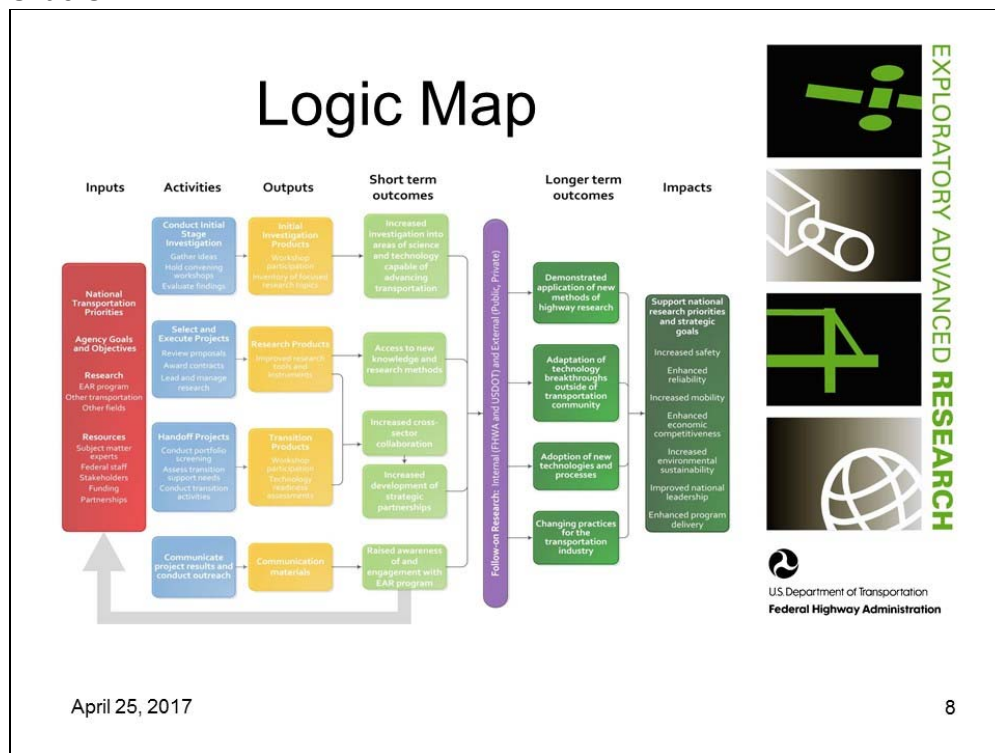 Logic Map
Inputs
Activities
Outputs
Short term
outcomes
Longer term
outcomes
Impacts
National
Transportation
Priorities
Agency Goals
and Objectives
Research
EAR program
Other transportation
Other fields
Resources
Subject matter
experts
Federal staff
Stakeholders
Funding
Partnerships
Conduct Initial
Stage
Investigation
Gather ideas
Hold convening
workshops
Evaluate findings
Select and
Execute Projects
Review proposals
Award contracts
Lead and manage
research
Handoff Projects
Conduct portfolio
screening
Assess transition
support needs
Conduct transition
activities
Communicate
project results and
conduct outreach
Initial
Investigation
Products
Workshop
participation
Inventory of focused
research topics
Research Products
Improved research
tools and
instruments
Transition
Products
Workshop
participation
Technology
readiness
assessments
Communication
materials
Increased
investigation into
areas of science
and technology
capable of
advancing
transportation
Access to new
knowledge and
research methods
Increased cross-
sector
collaboration
Increased
development of
strategic
partnerships
Raised awareness
of and
engagement with
EAR program
Follow-on Research: Internal (FHWA and USDOT) and External (Public, Private)
Demonstrated
application of new
methods of
highway research
Adaptation of
technology
breakthroughs
outside of
transportation
community
Adoption of new
technologies and
processes
Changing practices
for the
transportation
industry
Support national
research priorities
and strategic
goals
Increased safety
Enhanced
reliability
Increased mobility
Enhanced
economic
competitiveness
Increased
environmental
sustainability
Improved national
leadership
Enhanced program
delivery
EXPLORATORY ADVANCED RESEARCH
U.S. Department of Transportation
Federal Highway Administration
April 25, 2017
8